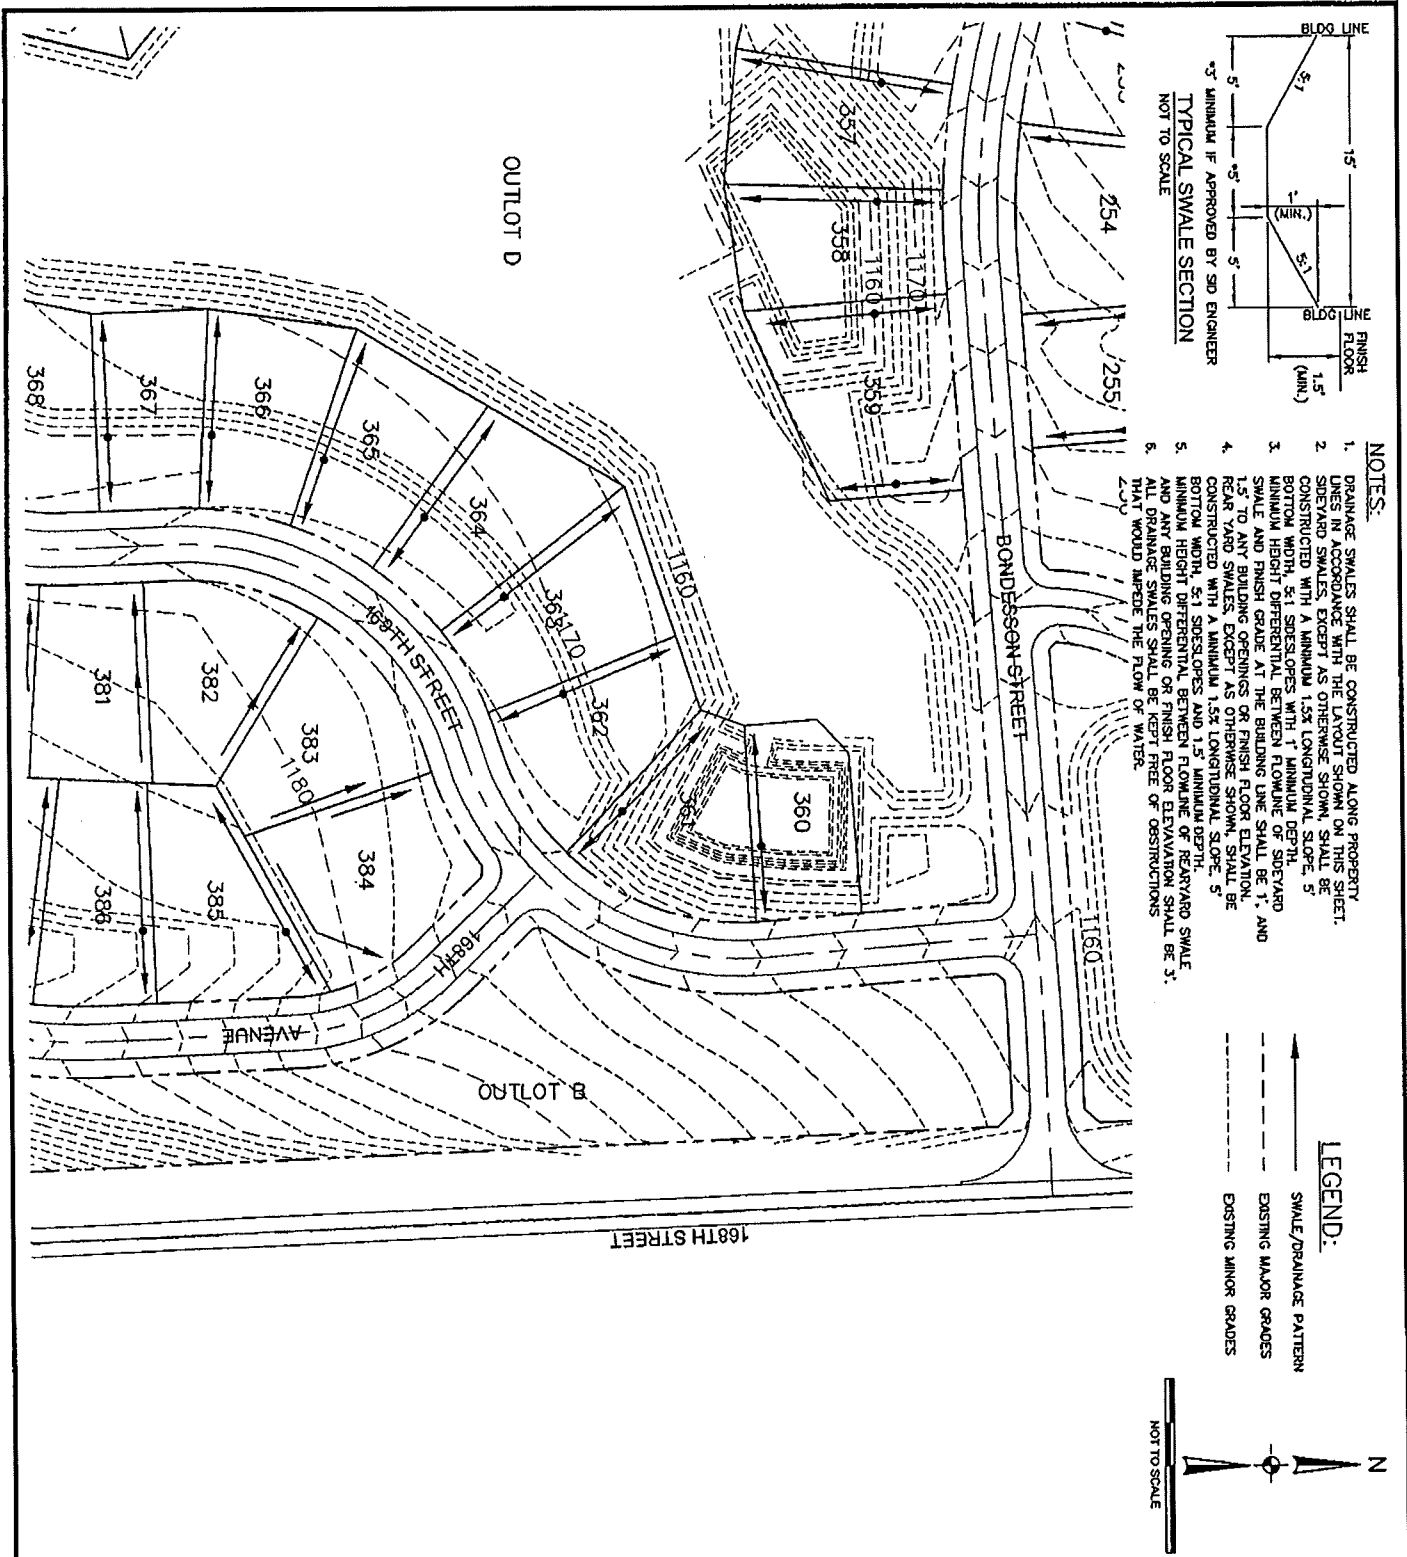 BLDG LINE
15'
5'
*5'
5'
5:1
1'
(MIN.)
5:1
BLDG LINE
FINISH
FLOOR
1.5'
(MIN.)
*3' MINIMUM IF APPROVED BY SID ENGINEER
TYPICAL SWALE SECTION
NOT TO SCALE
NOTES:
1. DRAINAGE SWALES SHALL BE CONSTRUCTED ALONG PROPERTY
LINES IN ACCORDANCE WITH THE LAYOUT SHOWN ON THIS SHEET.
2. SIDEYARD SWALES, EXCEPT AS OTHERWISE SHOWN, SHALL BE
CONSTRUCTED WITH A MINIMUM 1.5% LONGITUDINAL SLOPE, 5'
BOTTOM WIDTH, 5:1 SIDESLOPES WITH 1' MINIMUM DEPTH.
3. MINIMUM HEIGHT DIFFERENTIAL BETWEEN FLOWLINE OF SIDEYARD
SWALE AND FINISH GRADE AT THE BUILDING LINE SHALL BE 1', AND
1.5' TO ANY BUILDING OPENINGS OR FINISH FLOOR ELEVATION.
4. REAR YARD SWALES, EXCEPT AS OTHERWISE SHOWN, SHALL BE
CONSTRUCTED WITH A MINIMUM 1.5% LONGITUDINAL SLOPE, 5'
BOTTOM WIDTH, 5:1 SIDESLOPES AND 1.5' MINIMUM DEPTH.
5. MINIMUM HEIGHT DIFFERENTIAL BETWEEN FLOWLINE OF REARYARD SWALE
AND ANY BUILDING OPENING OR FINISH FLOOR ELEVAVATION SHALL BE 3'.
6. ALL DRAINAGE SWALES SHALL BE KEPT FREE OF OBSTRUCTIONS
THAT WOULD IMPEDE THE FLOW OF WATER.
LEGEND:
SWALE/DRAINAGE PATTERN
EXISTING MAJOR GRADES
EXISTING MINOR GRADES
N
NOT TO SCALE
254
255
BONDESSON STREET
1160
357
358
1160
1170
359
OUTLOT D
360
361
1160
362
363
1170
364
365
366
367
368
169TH STREET
381
382
383
1180
384
385
386
168TH
AVENUE
OUTLOT B
168TH STREET